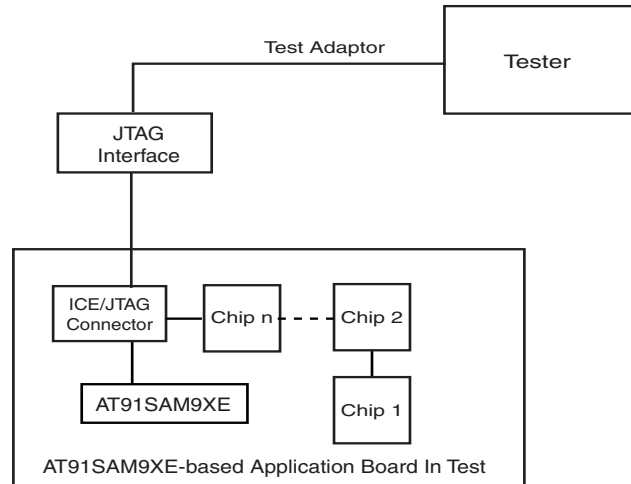 Test Adaptor
Tester
JTAG
Interface
ICE/JTAG
Connector
Chip n
Chip 2
AT91SAM9XE
Chip 1
AT91SAM9XE-based Application Board In Test